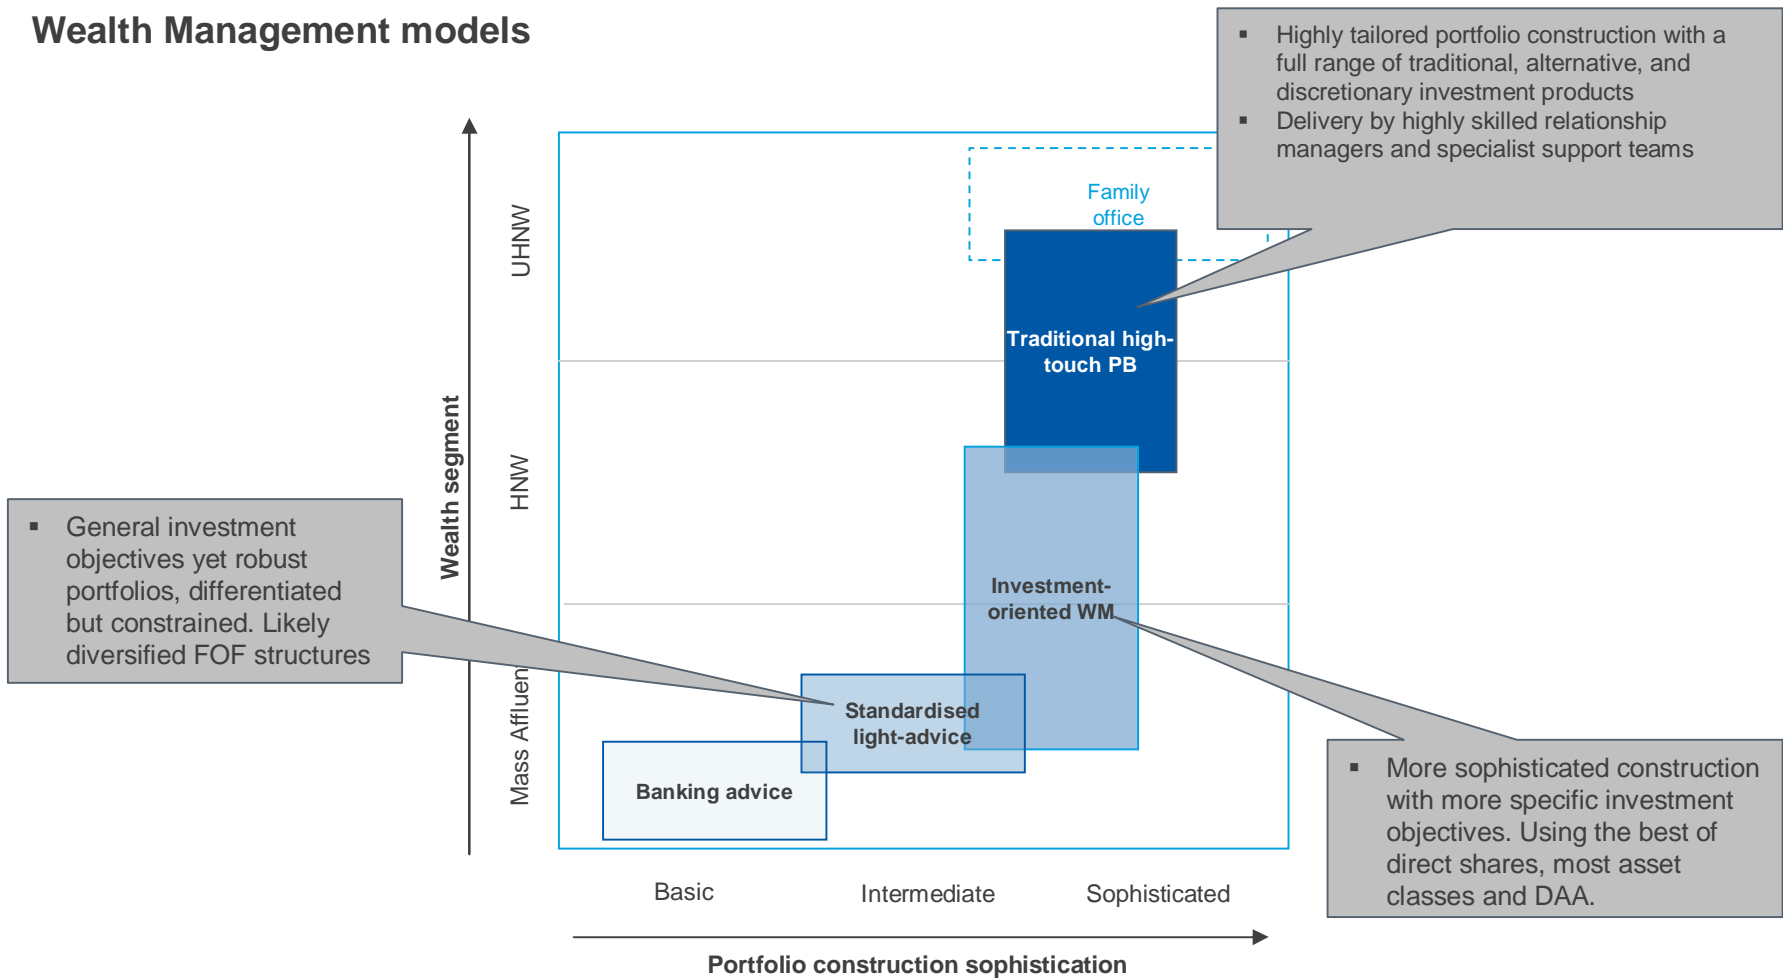 Wealth Management models
▪ Highly tailored portfolio construction with a
full range of traditional, alternative, and
discretionary investment products
▪ Delivery by highly skilled relationship
managers and specialist support teams
Family
office
UHNW
Traditional high-
touch PB
Wealth segment
HNW
▪ General investment
objectives yet robust
portfolios, differentiated
but constrained. Likely
diversified FOF structures
Investment-
oriented WM
Mass Affluen
Standardised
light-advice
Banking advice
▪ More sophisticated construction
with more specific investment
objectives. Using the best of
direct shares, most asset
classes and DAA.
Basic
Intermediate
Sophisticated
Portfolio construction sophistication